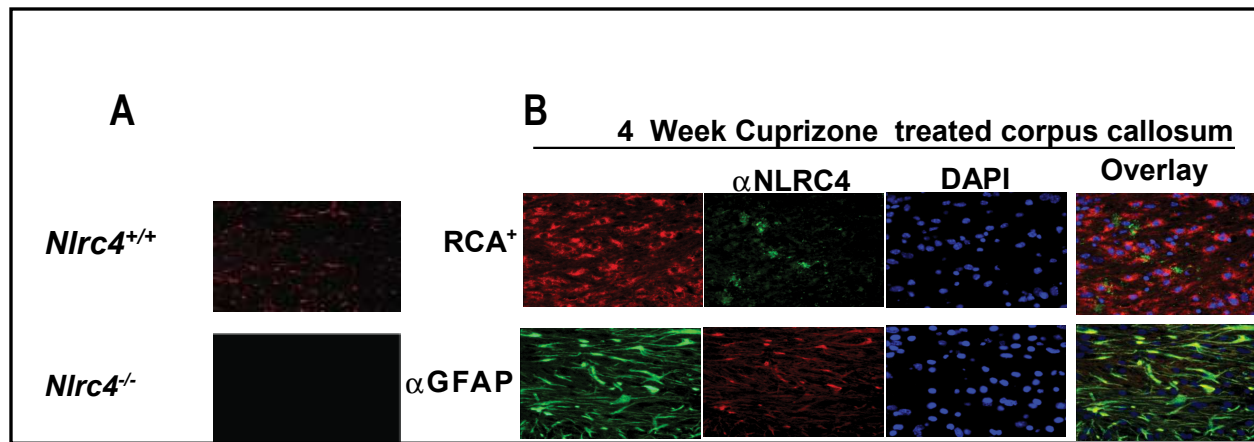 A
B
4 Week Cuprizone treated corpus callosum
αNLRC4 DAPI Overlay
Nlrc4+/+
RCA+
Nlrc4-/-
αGFAP